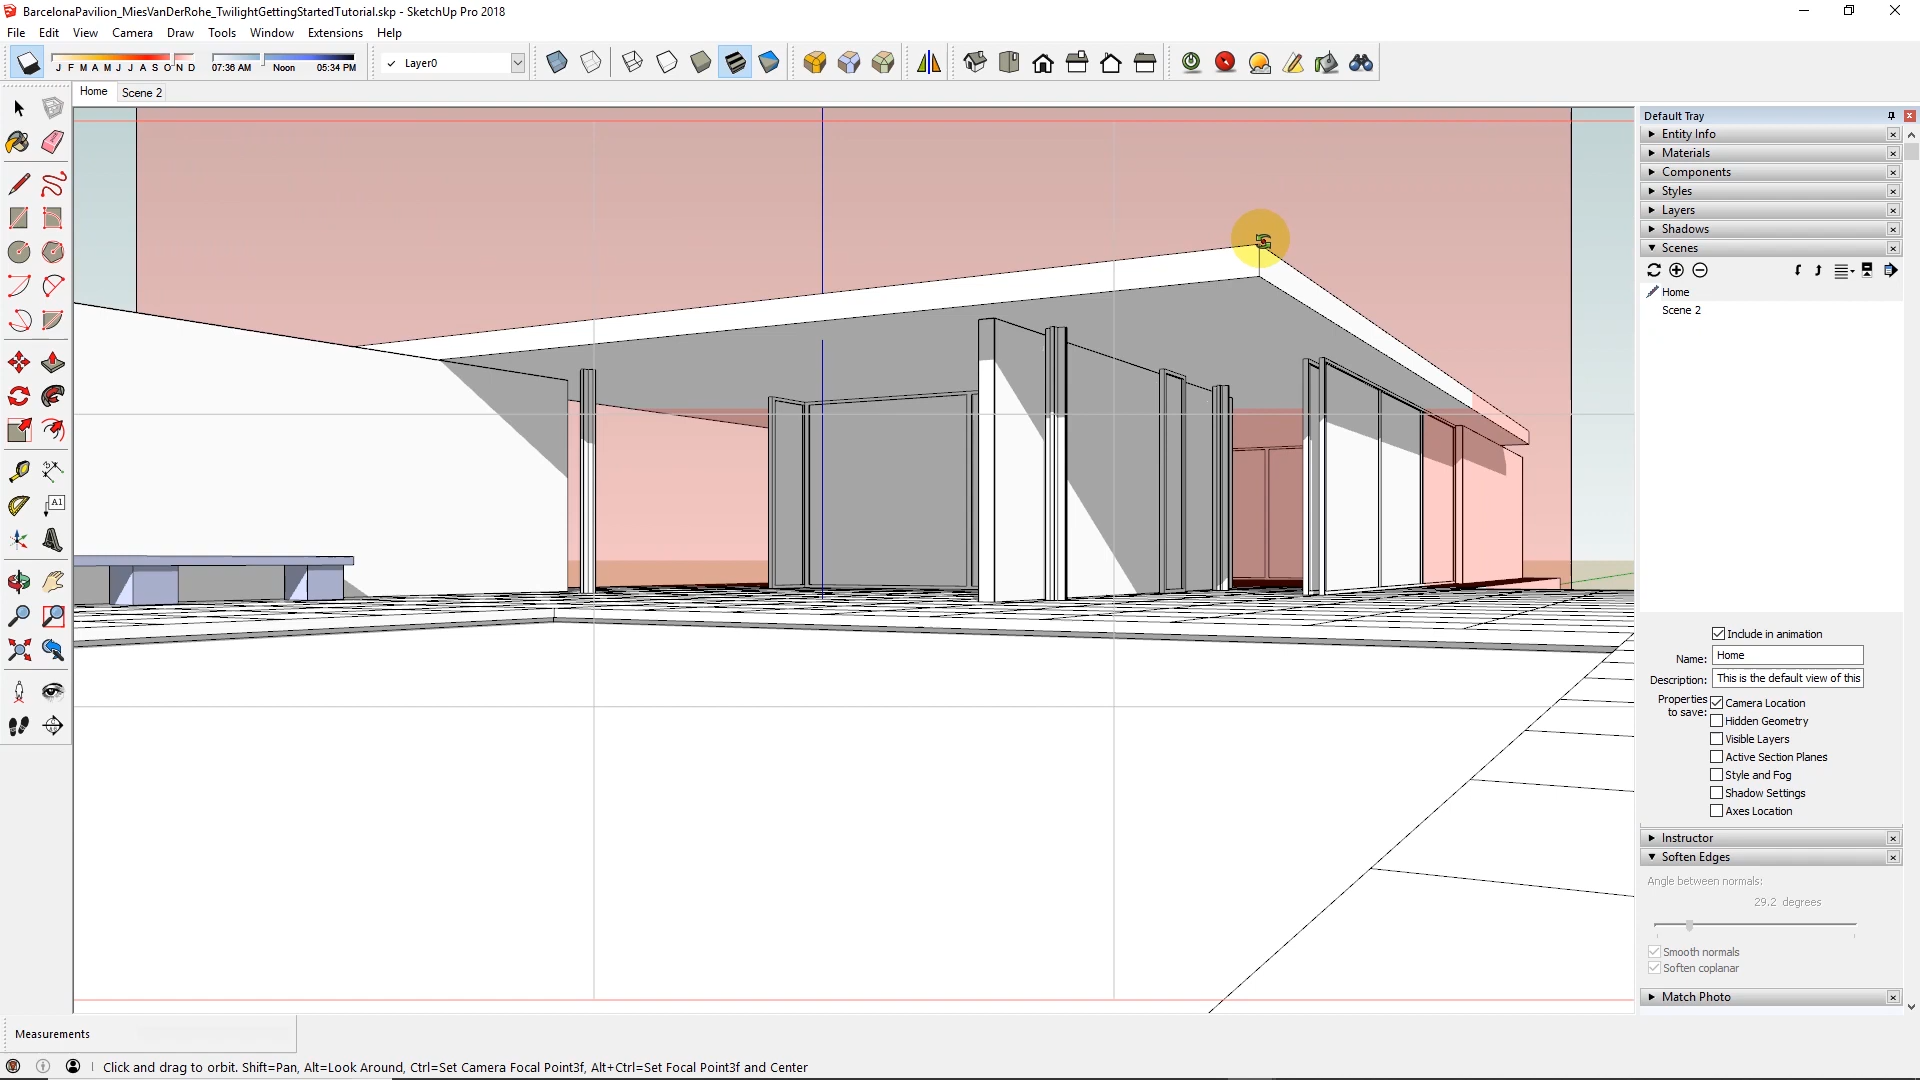 BarcelonaPavilion_MiesVanDerRohe_TwilightGettingStartedTutorial.skp - SketchUp Pro 2018
File Edit View Camera Draw Tools Window Extensions Help
J F M A M J J A S O N D 07:36 AM Noon 05:34 PM
✓ Layer0
Home Scene 2
Default Tray
Entity Info
Materials
Components
Styles
Layers
Shadows
Scenes
Home
Scene 2
A1
Include in animation
Name: Home
Description: This is the default view of this
Properties to save:
Camera Location
Hidden Geometry
Visible Layers
Active Section Planes
Style and Fog
Shadow Settings
Axes Location
Instructor
Soften Edges
Angle between normals:
29.2 degrees
Smooth normals
Soften coplanar
Match Photo
Measurements
Click and drag to orbit. Shift=Pan, Alt=Look Around, Ctrl=Set Camera Focal Point3f, Alt+Ctrl=Set Focal Point3f and Center